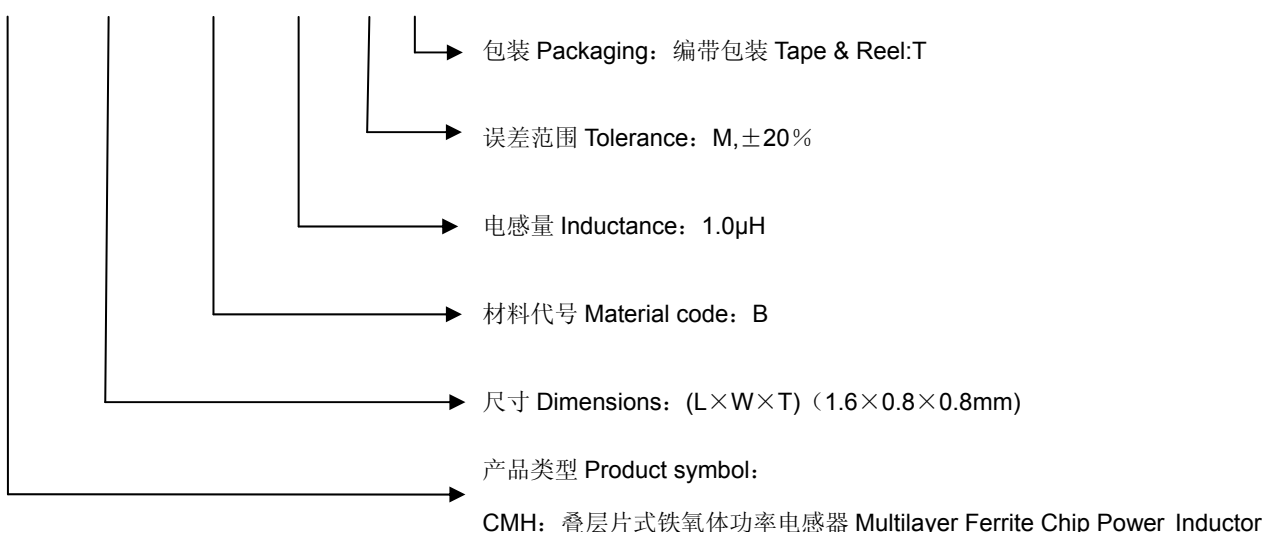 包装 Packaging：编带包装 Tape & Reel:T
误差范围 Tolerance：M,±20％
电感量 Inductance：1.0μH
材料代号 Material code：B
尺寸 Dimensions：(L×W×T)（1.6×0.8×0.8mm)
产品类型 Product symbol：
CMH：叠层片式铁氧体功率电感器 Multilayer Ferrite Chip Power Inductor